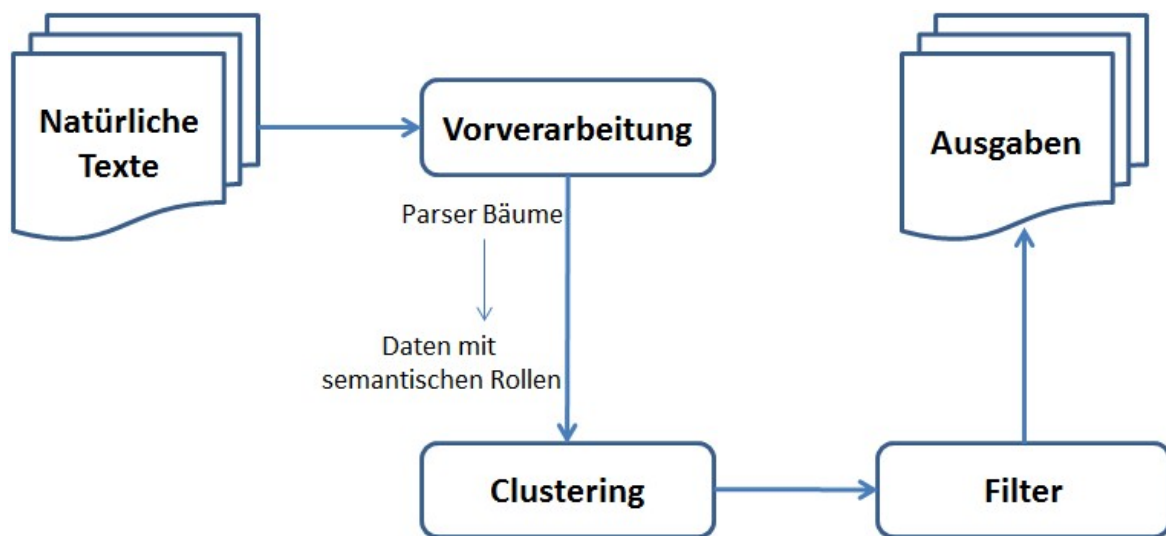 Natürliche
Texte
Vorverarbeitung
Parser Bäume
Daten mit
semantischen Rollen
Clustering
Filter
Ausgaben